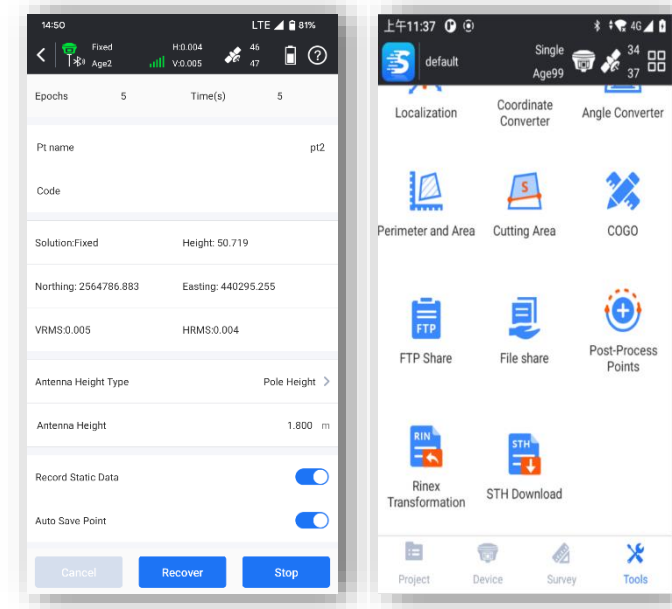 14:50
LTE
81%
Fixed
H:0.004
46
Age2
V:0.005
47
Epochs
5
Time(s)
5
Pt name
pt2
Code
Solution:Fixed
Height: 50.719
Northing: 2564786.883
Easting: 440295.255
VRMS:0.005
HRMS:0.004
Antenna Height Type
Pole Height
Antenna Height
1.800 m
Record Static Data
Auto Save Point
Cancel
Recover
Stop
上午11:37
4G
default
Single
34
Age99
37
Localization
Coordinate
Converter
Angle Converter
Perimeter and Area
S
Cutting Area
COGO
FTP
FTP Share
File share
Post-Process
Points
RIN
Rinex
Transformation
STH
STH Download
Project
Device
Survey
Tools